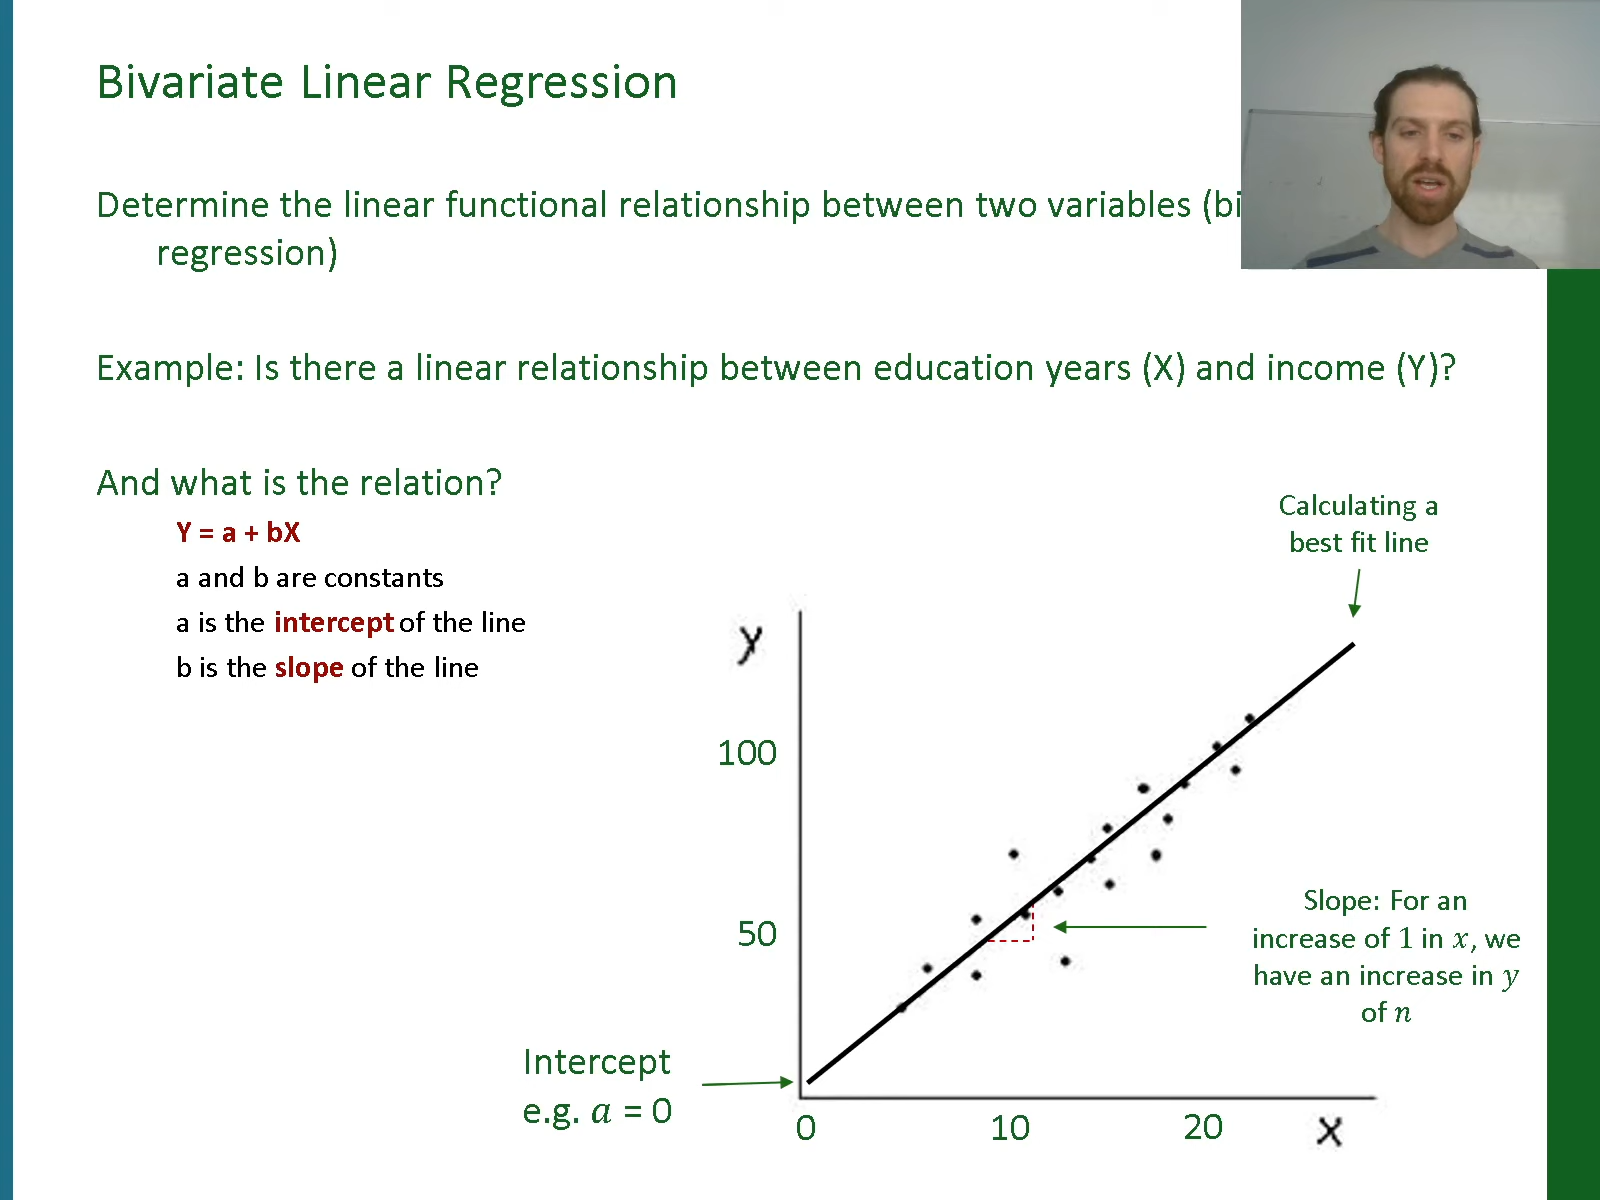 Bivariate Linear Regression
Determine the linear functional relationship between two variables (bi
regression)
Example: Is there a linear relationship between education years (X) and income (Y)?
And what is the relation?
Y = a + bX
a and b are constants
a is the intercept of the line
b is the slope of the line
Calculating a
best fit line
y
100
50
Slope: For an
increase of 1 in x, we
have an increase in y
of n
Intercept
e.g. a = 0
0 10 20 x